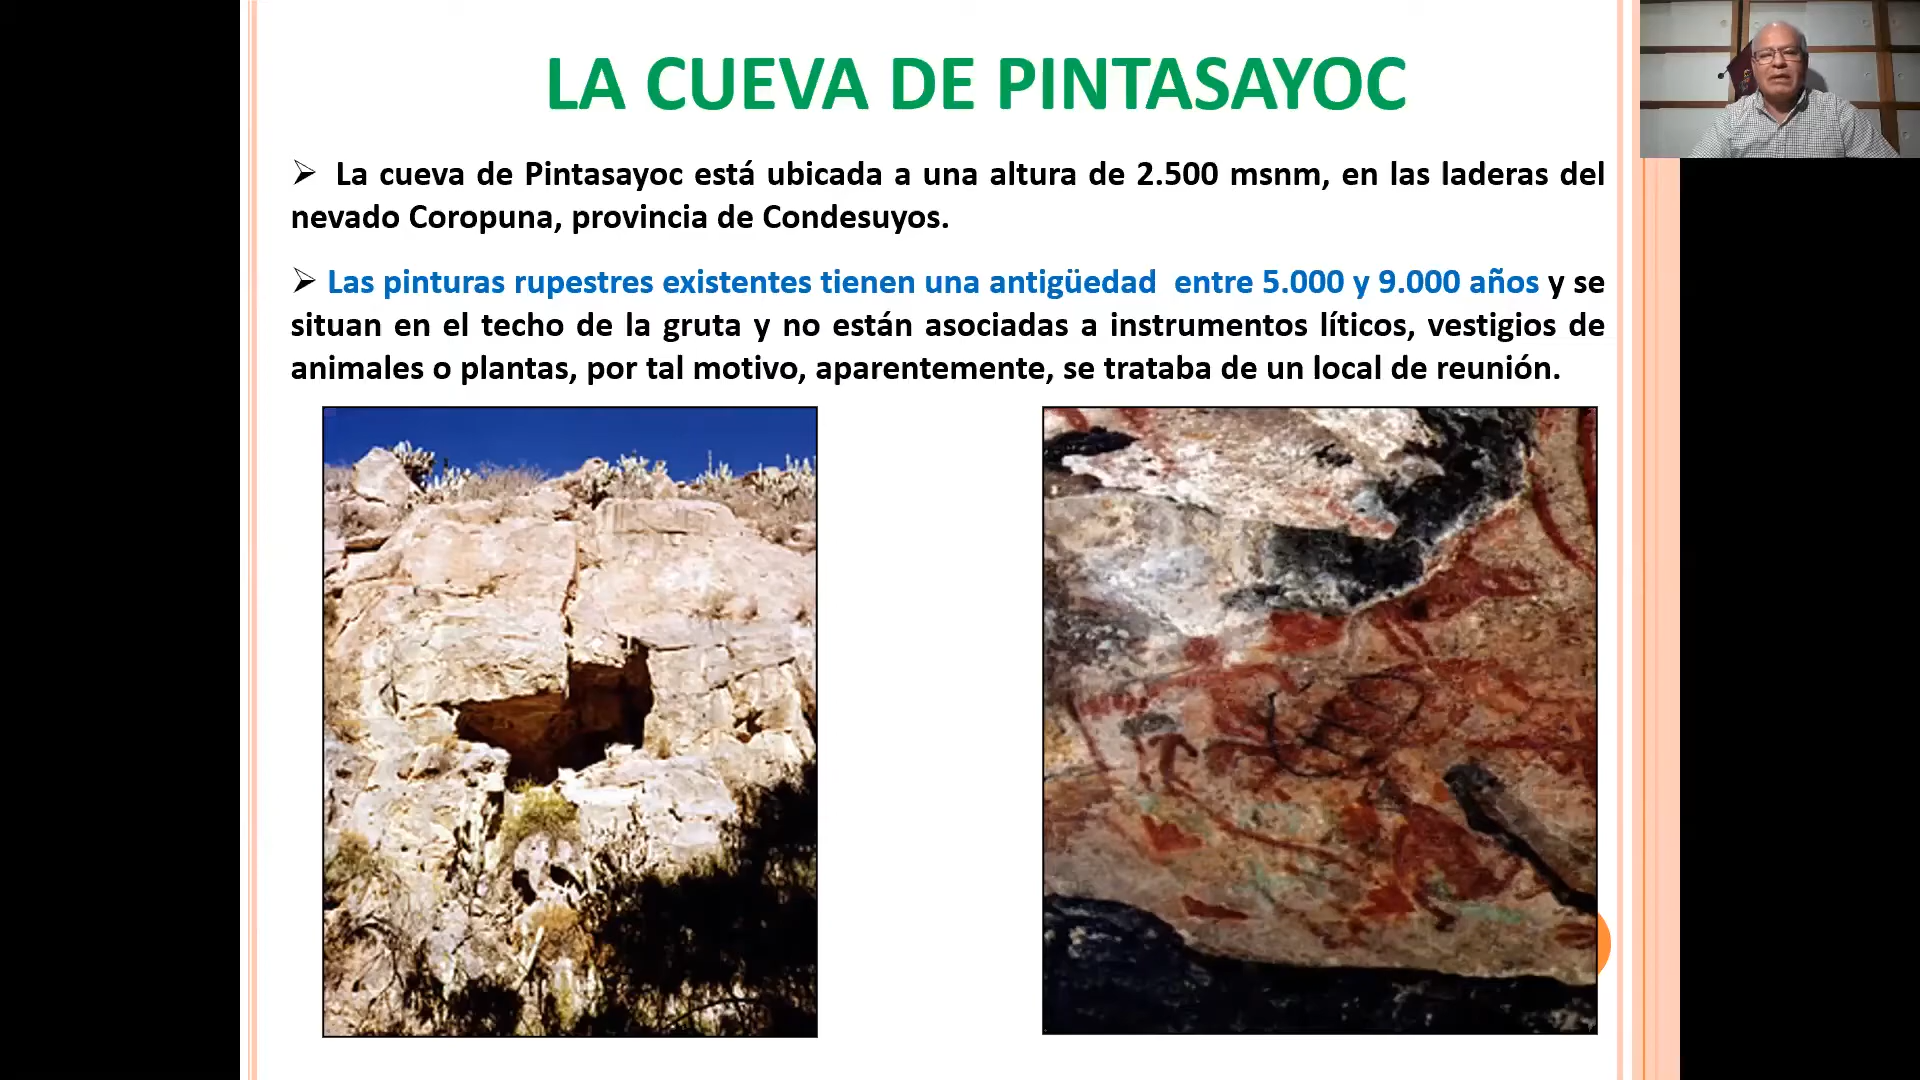 LA CUEVA DE PINTASAYOC
➢ La cueva de Pintasayoc está ubicada a una altura de 2.500 msnm, en las laderas del
nevado Coropuna, provincia de Condesuyos.
➢ Las pinturas rupestres existentes tienen una antigüedad entre 5.000 y 9.000 años y se
situan en el techo de la gruta y no están asociadas a instrumentos líticos, vestigios de
animales o plantas, por tal motivo, aparentemente, se trataba de un local de reunión.